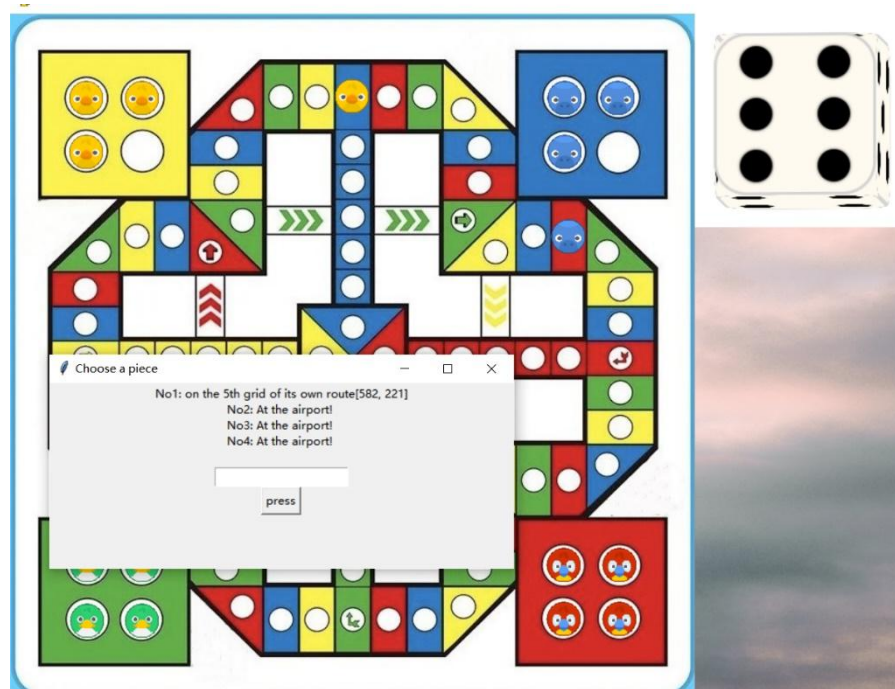 Choose a piece
No1: on the 5th grid of its own route[582, 221]
No2: At the airport!
No3: At the airport!
No4: At the airport!
press